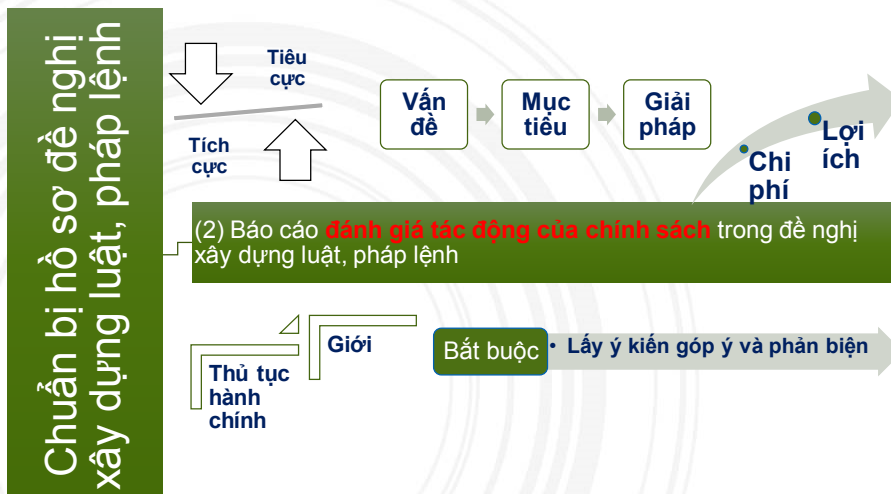 Chuẩn bị hồ sơ đề nghị
xây dựng luật, pháp lệnh
Tiêu
cực
Tích
cực
Vấn
đề
Mục
tiêu
Giải
pháp
Chi
phí
Lợi
ích
(2) Báo cáo đánh giá tác động của chính sách trong đề nghị
xây dựng luật, pháp lệnh
Thủ tục
hành
chính
Giới
Bắt buộc
• Lấy ý kiến góp ý và phản biện